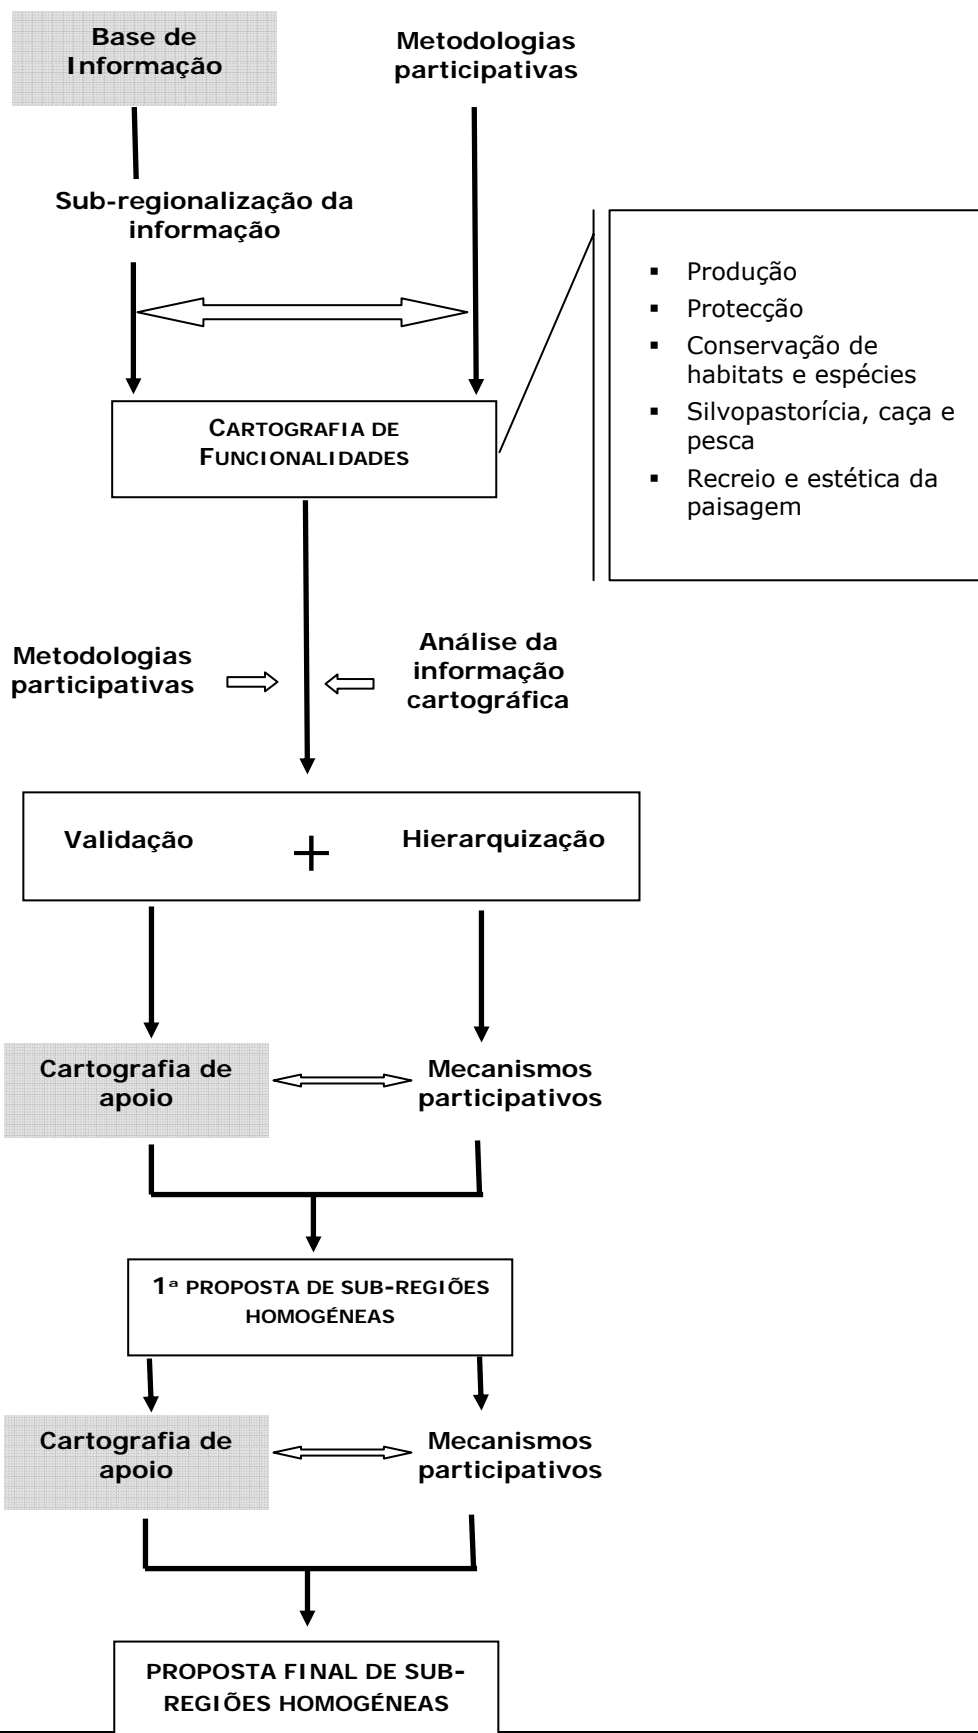 Base de
Informação
Metodologias
participativas
Sub-regionalização da
informação
▪ Produção
▪ Protecção
▪ Conservação de
habitats e espécies
▪ Silvopastorícia, caça e
pesca
▪ Recreio e estética da
paisagem
CARTOGRAFIA DE
FUNCIONALIDADES
Metodologias
participativas
Análise da
informação
cartográfica
Validação + Hierarquização
Cartografia de
apoio
Mecanismos
participativos
1ª PROPOSTA DE SUB-REGIÕES
HOMOGÉNEAS
Cartografia de
apoio
Mecanismos
participativos
PROPOSTA FINAL DE SUB-
REGIÕES HOMOGÉNEAS